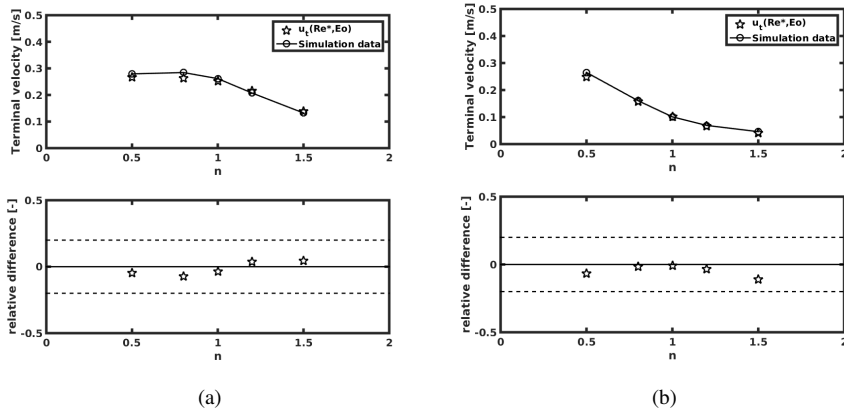 0.5
0.4
0.3
0.2
0.1
0
Terminal velocity [m/s]
u_t(Re*,Eo)
Simulation data
0
0.5
1
1.5
2
n
0.5
0
-0.5
relative difference [-]
0
0.5
1
1.5
2
n
(a)
0.5
0.4
0.3
0.2
0.1
0
Terminal velocity [m/s]
u_t(Re*,Eo)
Simulation data
0
0.5
1
1.5
2
n
0.5
0
-0.5
relative difference [-]
0
0.5
1
1.5
2
n
(b)